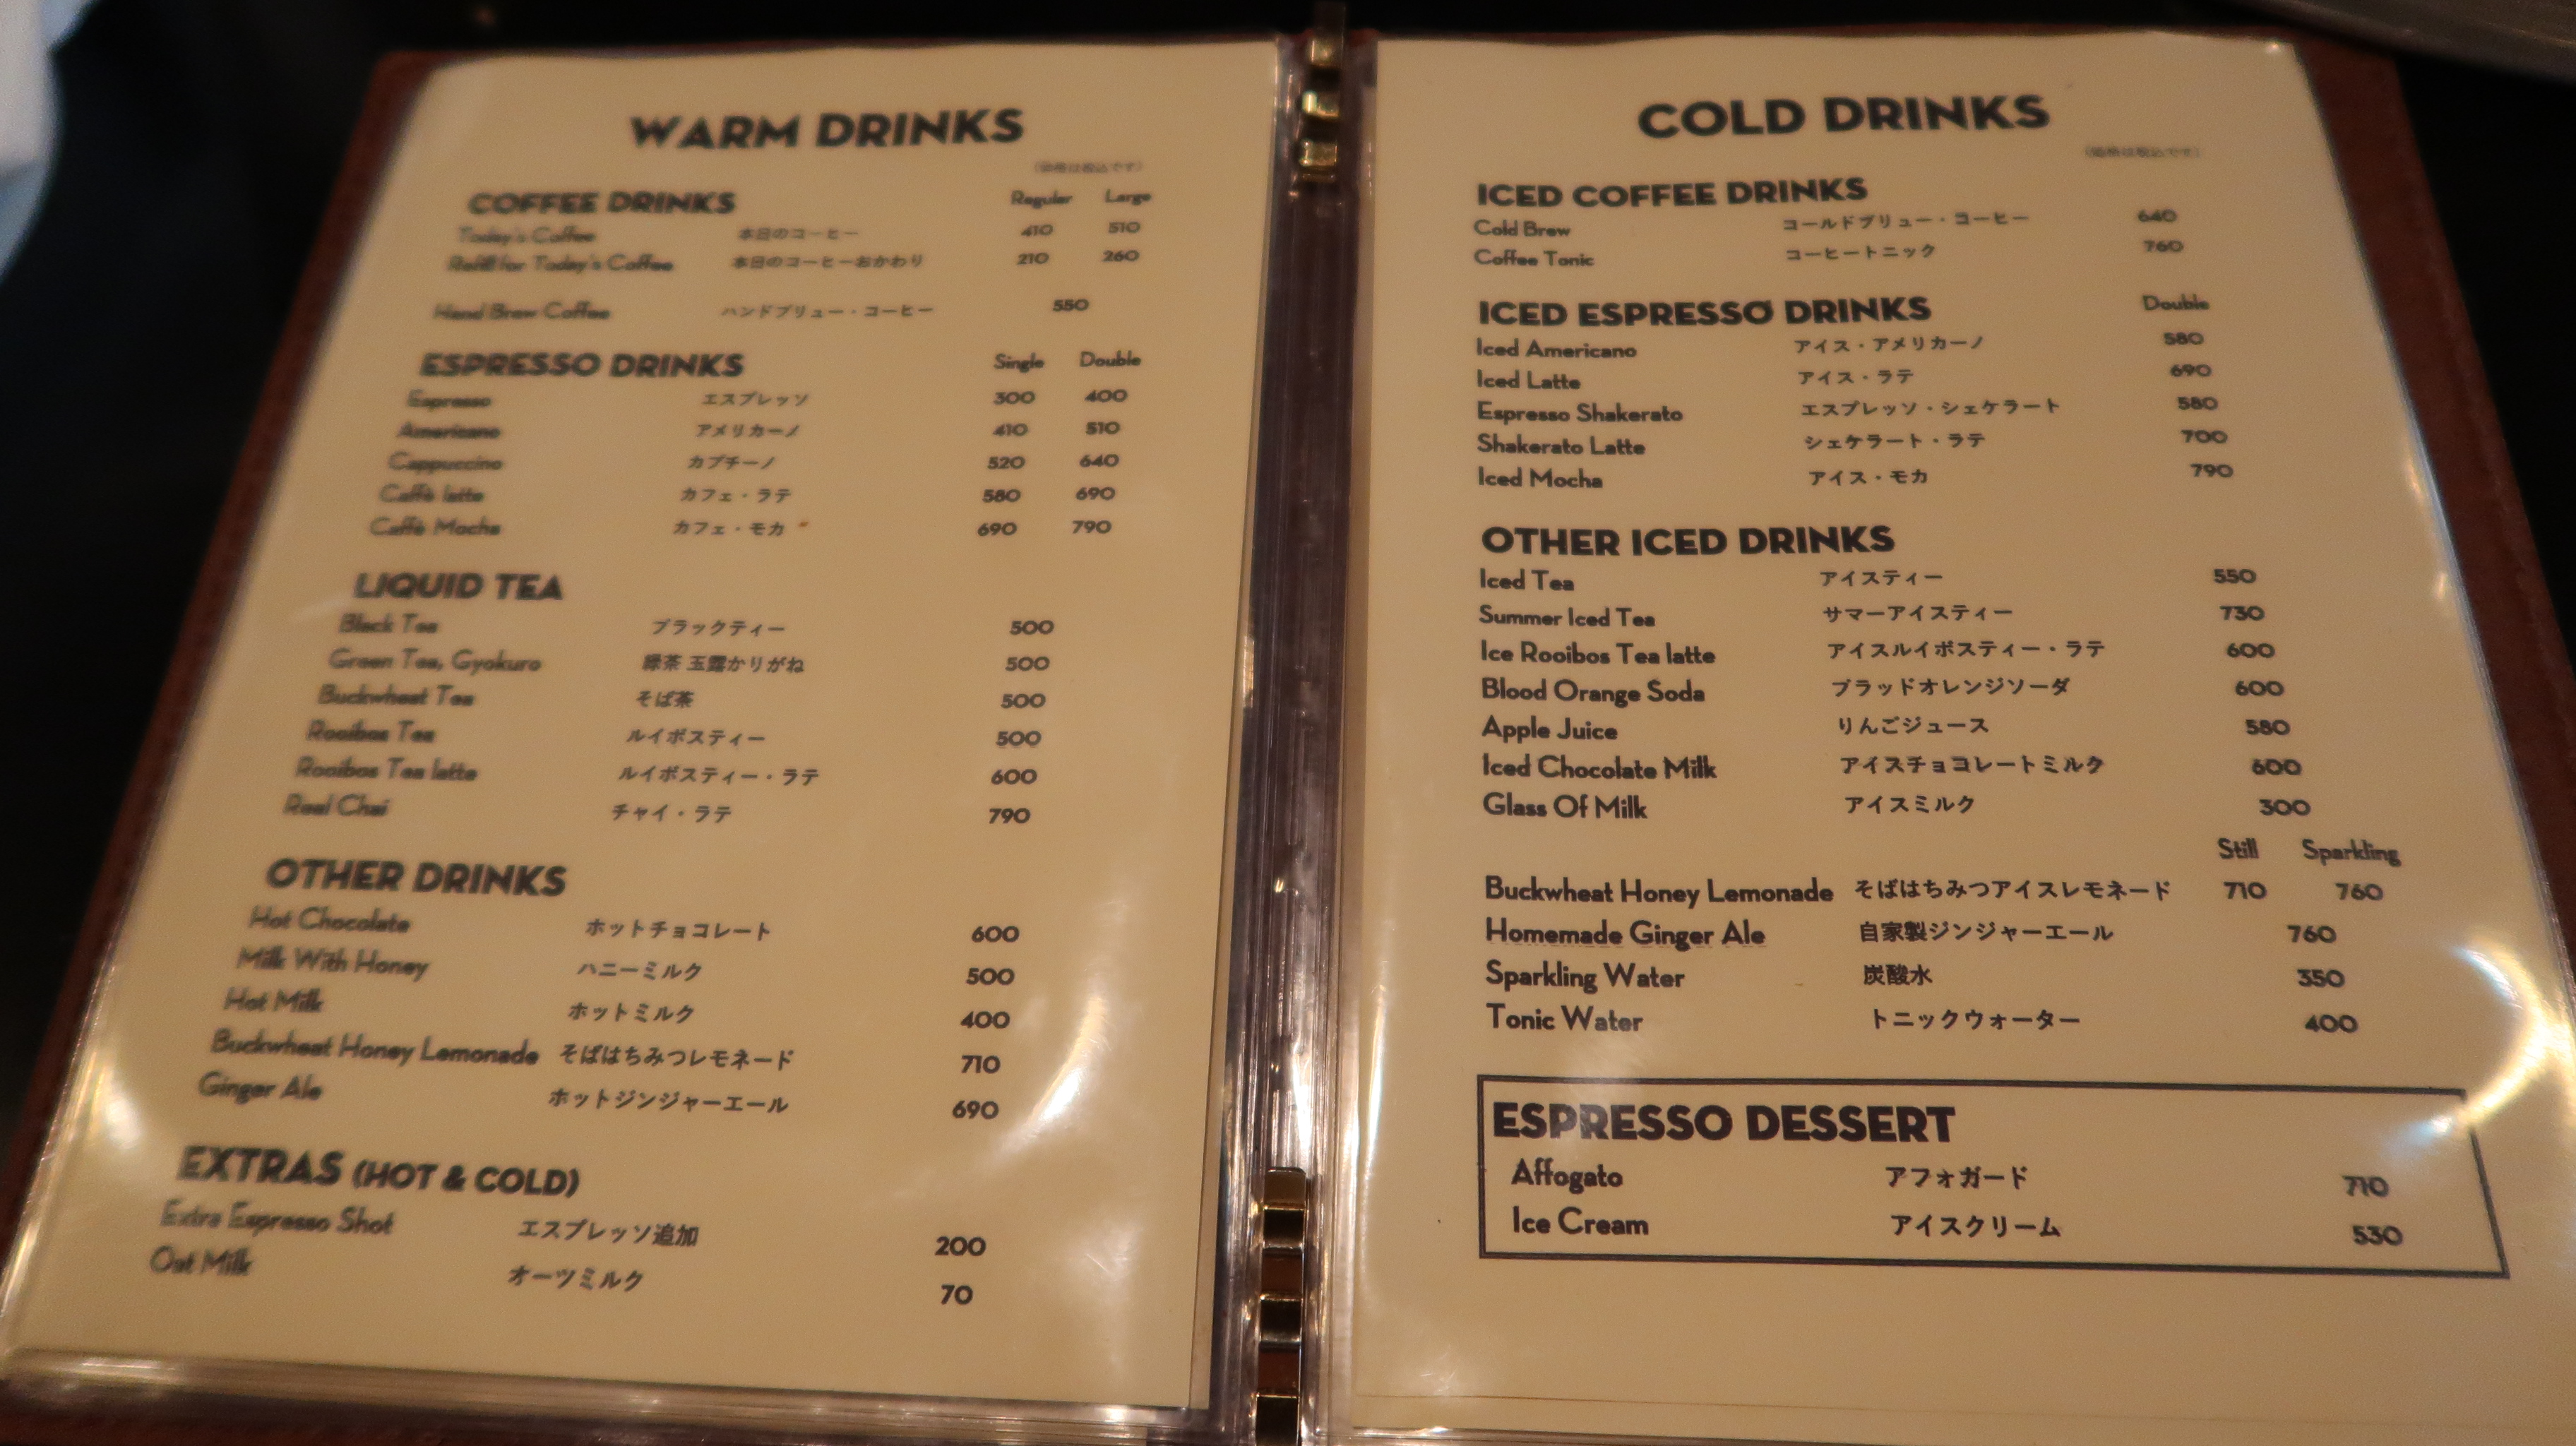 WARM DRINKS
(価格は税込です)
COFFEE DRINKS Regular Large
Today's Coffee 本日のコーヒー 410 510
Refill for Today's Coffee 本日のコーヒーおかわり 210 260
Hand Brew Coffee ハンドブリュー・コーヒー 550
ESPRESSO DRINKS Single Double
Espresso エスプレッソ 300 400
Americano アメリカーノ 410 510
Cappuccino カプチーノ 520 640
Caffè latte カフェ・ラテ 580 690
Caffè Mocha カフェ・モカ 690 790
LIQUID TEA
Black Tea ブラックティー 500
Green Tea, Gyokuro 緑茶 玉露かりがね 500
Buckwheat Tea そば茶 500
Rooibos Tea ルイボスティー 500
Rooibos Tea latte ルイボスティー・ラテ 600
Real Chai チャイ・ラテ 790
OTHER DRINKS
Hot Chocolate ホットチョコレート 600
Milk With Honey ハニーミルク 500
Hot Milk ホットミルク 400
Buckwheat Honey Lemonade そばはちみつレモネード 710
Ginger Ale ホットジンジャーエール 690
EXTRAS (HOT & COLD)
Extra Espresso Shot エスプレッソ追加 200
Oat Milk オーツミルク 70
COLD DRINKS
(価格は税込です)
ICED COFFEE DRINKS
Cold Brew コールドブリュー・コーヒー 640
Coffee Tonic コーヒートニック 760
ICED ESPRESSO DRINKS Double
Iced Americano アイス・アメリカーノ 580
Iced Latte アイス・ラテ 690
Espresso Shakerato エスプレッソ・シェケラート 580
Shakerato Latte シェケラート・ラテ 700
Iced Mocha アイス・モカ 790
OTHER ICED DRINKS
Iced Tea アイスティー 550
Summer Iced Tea サマーアイスティー 730
Ice Rooibos Tea latte アイスルイボスティー・ラテ 600
Blood Orange Soda ブラッドオレンジソーダ 600
Apple Juice りんごジュース 580
Iced Chocolate Milk アイスチョコレートミルク 600
Glass Of Milk アイスミルク 300
Still Sparkling
Buckwheat Honey Lemonade そばはちみつアイスレモネード 710 760
Homemade Ginger Ale 自家製ジンジャーエール 760
Sparkling Water 炭酸水 350
Tonic Water トニックウォーター 400
ESPRESSO DESSERT
Affogato アフォガード 710
Ice Cream アイスクリーム 530